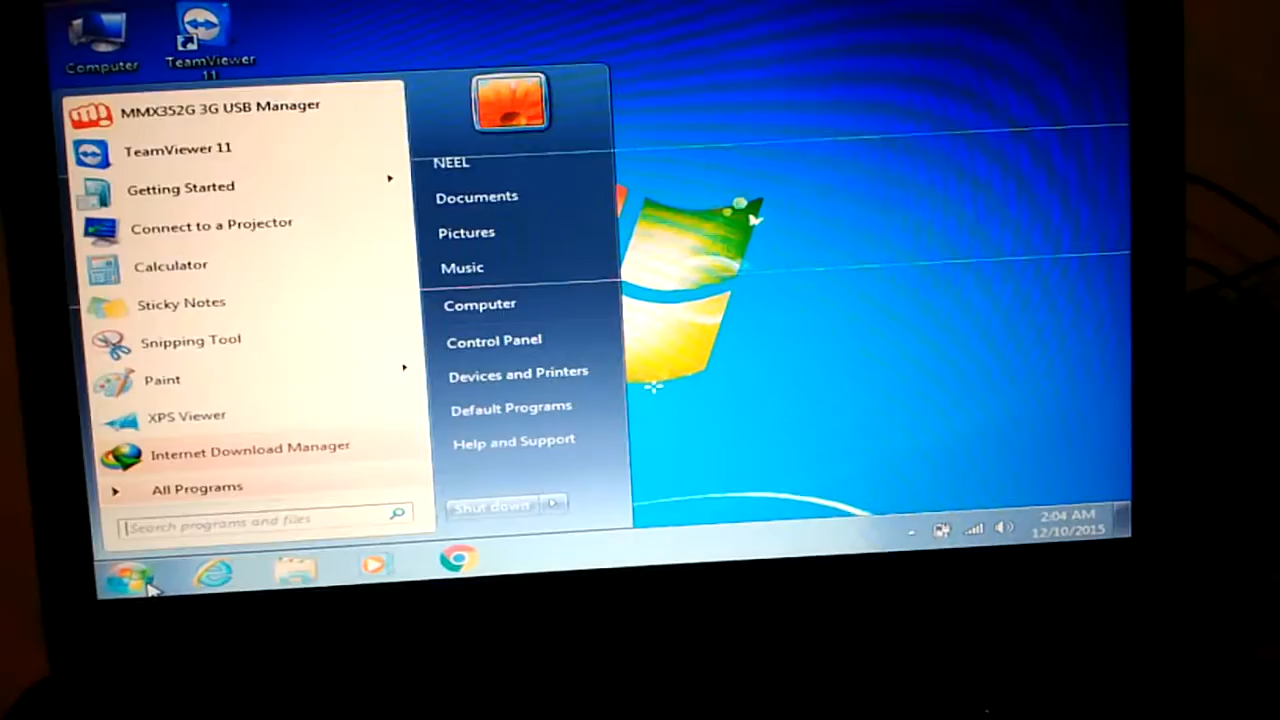 Computer
TeamViewer
11
MMX352G 3G USB Manager
TeamViewer 11
Getting Started
Connect to a Projector
Calculator
Sticky Notes
Snipping Tool
Paint
XPS Viewer
Internet Download Manager
All Programs
Search programs and files
NEEL
Documents
Pictures
Music
Computer
Control Panel
Devices and Printers
Default Programs
Help and Support
Shut down
2:04 AM
12/10/2015